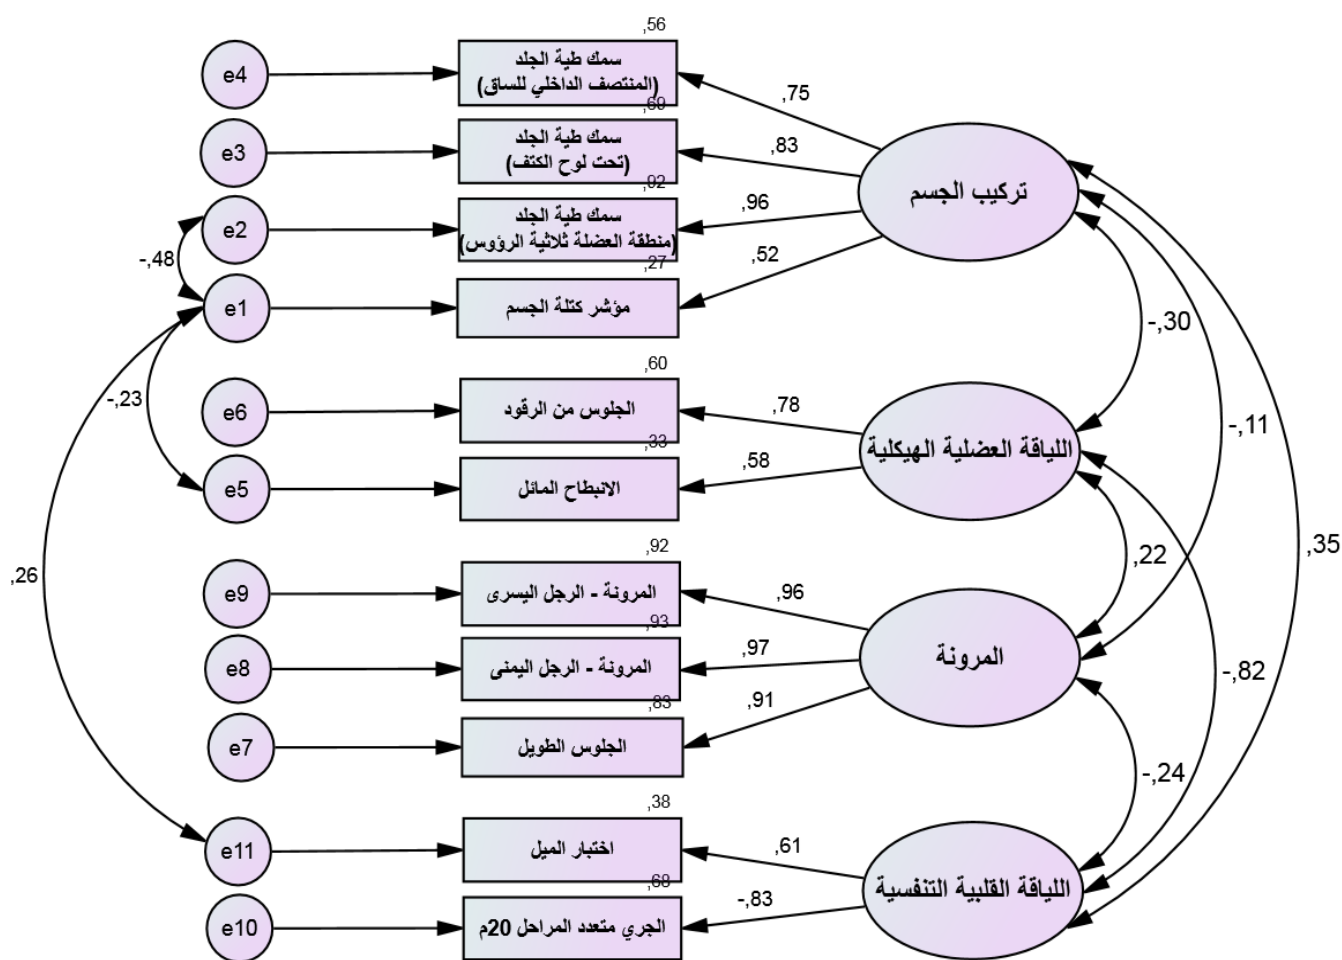 ,56
e4
سمك طية الجلد
(المنتصف الداخلي للساق)
,75
,69
e3
سمك طية الجلد
(تحت لوح الكتف)
,83
تركيب الجسم
,92
e2
سمك طية الجلد
(منطقة العضلة ثلاثية الرؤوس)
,96
-,48
,27
e1
مؤشر كتلة الجسم
,52
-,30
,60
-,23
e6
الجلوس من الرقود
,78
-,11
,33
اللياقة العضلية الهيكلية
e5
الانبطاح المائل
,58
,92
,35
,22
,26
e9
المرونة - الرجل اليسرى
,96
,93
e8
المرونة - الرجل اليمنى
,97
المرونة
-,82
,83
e7
الجلوس الطويل
,91
-,24
,38
e11
اختبار الميل
,61
,68
اللياقة القلبية التنفسية
e10
الجري متعدد المراحل 20م
-,83